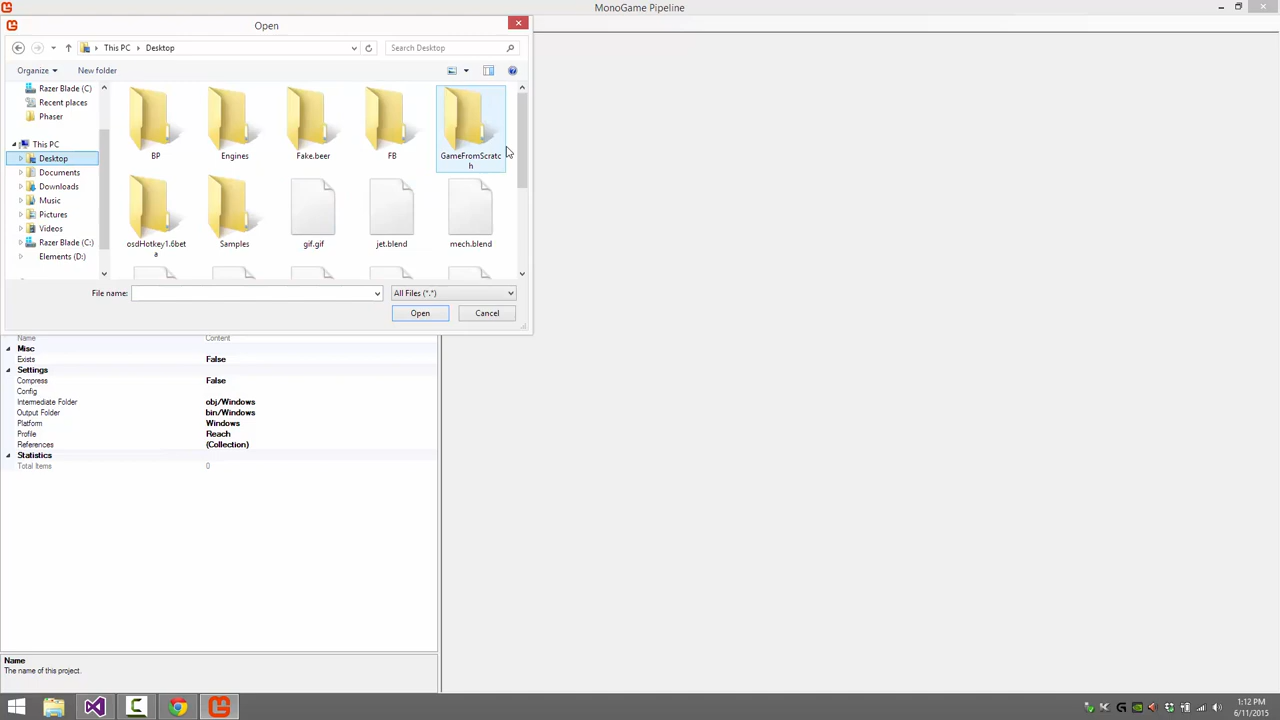 MonoGame Pipeline
Open
This PC
Desktop
Search Desktop
Organize
New folder
Razer Blade (C)
Recent places
Phaser
This PC
Desktop
Documents
Downloads
Music
Pictures
Videos
Razer Blade (C:)
Elements (D:)
BP
Engines
Fake.beer
FB
GameFromScratc
h
osdHotkey1.6bet
a
Samples
gif.gif
jet.blend
mech.blend
File name:
All Files (*.*)
Open
Cancel
Name
Content
Misc
Exists
False
Settings
Compress
False
Config
Intermediate Folder
obj/Windows
Output Folder
bin/Windows
Platform
Windows
Profile
Reach
References
(Collection)
Statistics
Total Items
0
Name
The name of this project.
1:12 PM
6/11/2015